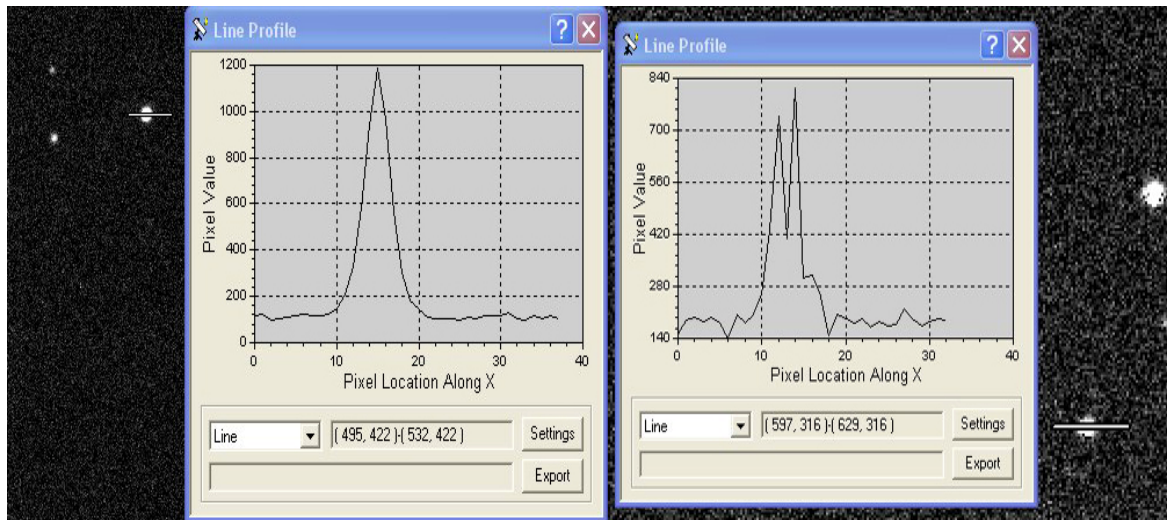 Line Profile
1200
1000
800
600
400
200
0
Pixel Value
0 10 20 30 40
Pixel Location Along X
Line
( 495, 422 )-( 532, 422 )
Settings
Export
Line Profile
840
700
560
420
280
140
Pixel Value
0 10 20 30 40
Pixel Location Along X
Line
( 597, 316 )-( 629, 316 )
Settings
Export